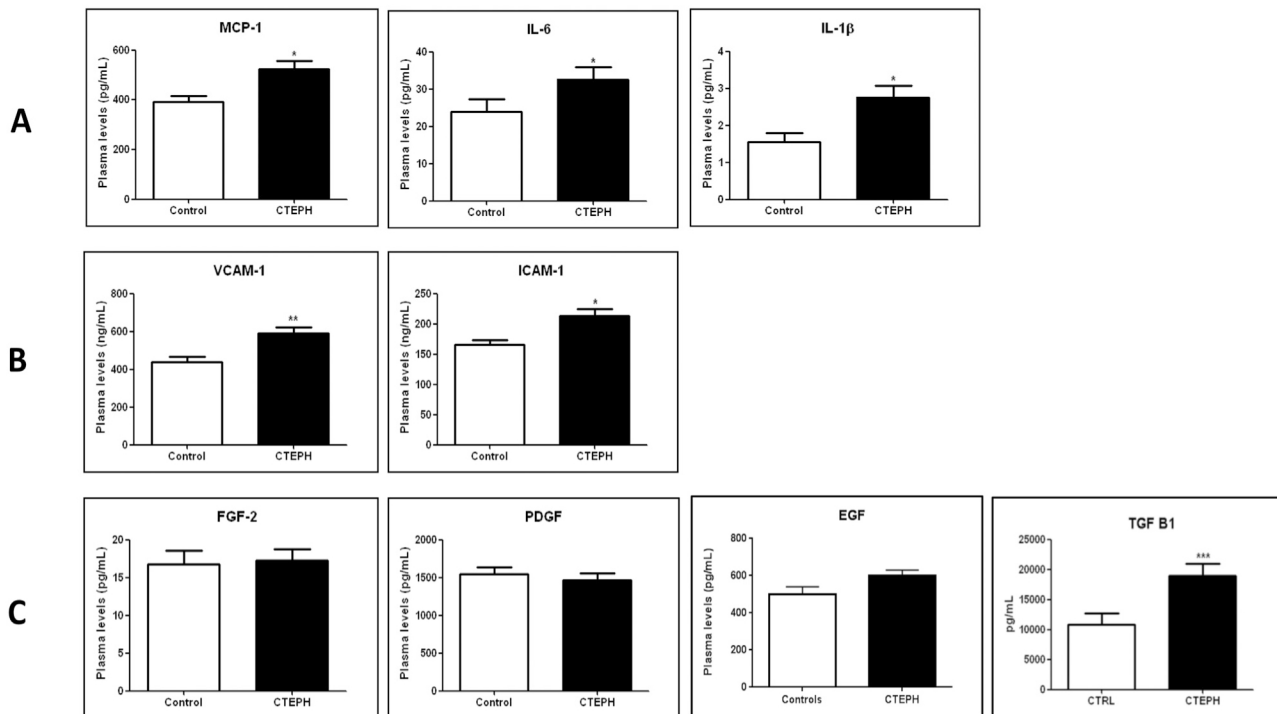 A
MCP-1
Plasma levels (pg/mL)
600
400
200
0
*
Control CTEPH
IL-6
Plasma levels (pg/mL)
40
30
20
10
0
*
Control CTEPH
IL-1β
Plasma levels (pg/mL)
4
3
2
1
0
*
Control CTEPH
B
VCAM-1
Plasma levels (ng/mL)
800
600
400
200
0
**
Control CTEPH
ICAM-1
Plasma levels (ng/mL)
250
200
150
100
50
0
*
Control CTEPH
C
FGF-2
Plasma levels (pg/mL)
20
15
10
5
0
Control CTEPH
PDGF
Plasma levels (pg/mL)
2000
1500
1000
500
0
Control CTEPH
EGF
Plasma levels (pg/mL)
800
600
400
200
0
Controls CTEPH
TGF B1
pg/mL
25000
20000
15000
10000
5000
0
***
CTRL CTEPH